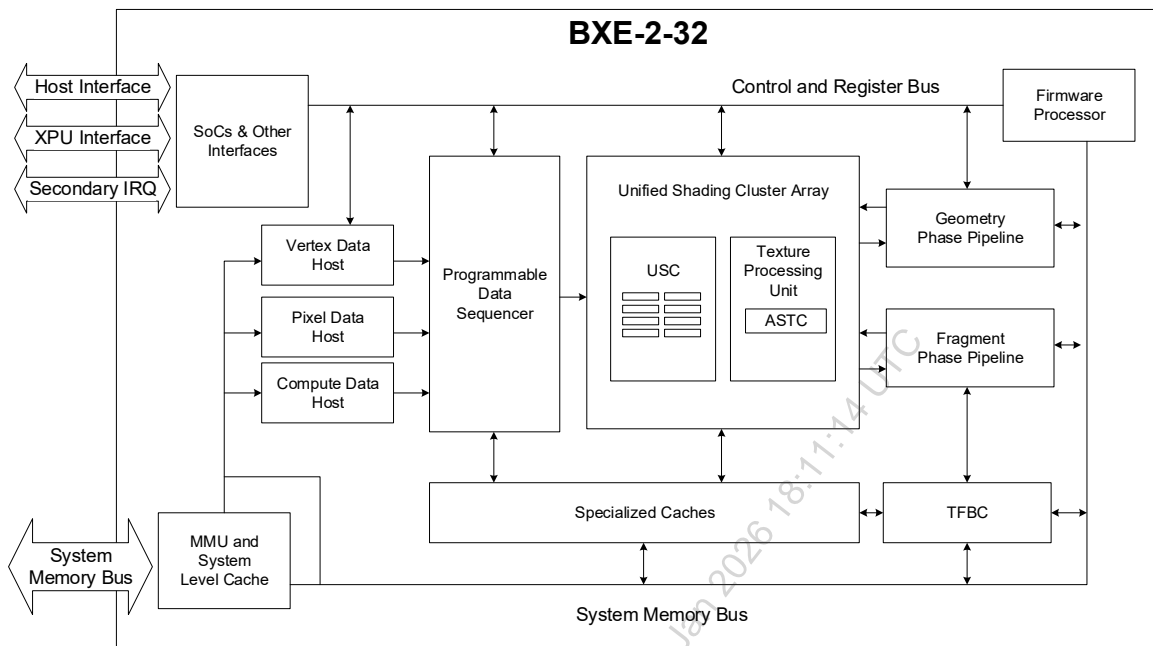 BXE-2-32
Host Interface
XPU Interface
Secondary IRQ
SoCs & Other
Interfaces
Control and Register Bus
Firmware
Processor
Vertex Data
Host
Pixel Data
Host
Compute Data
Host
Programmable
Data
Sequencer
Unified Shading Cluster Array
USC
Texture
Processing
Unit
ASTC
Geometry
Phase Pipeline
Fragment
Phase Pipeline
Specialized Caches
TFBC
System
Memory Bus
MMU and
System
Level Cache
System Memory Bus
Jan 2026 18:11:14 UTC